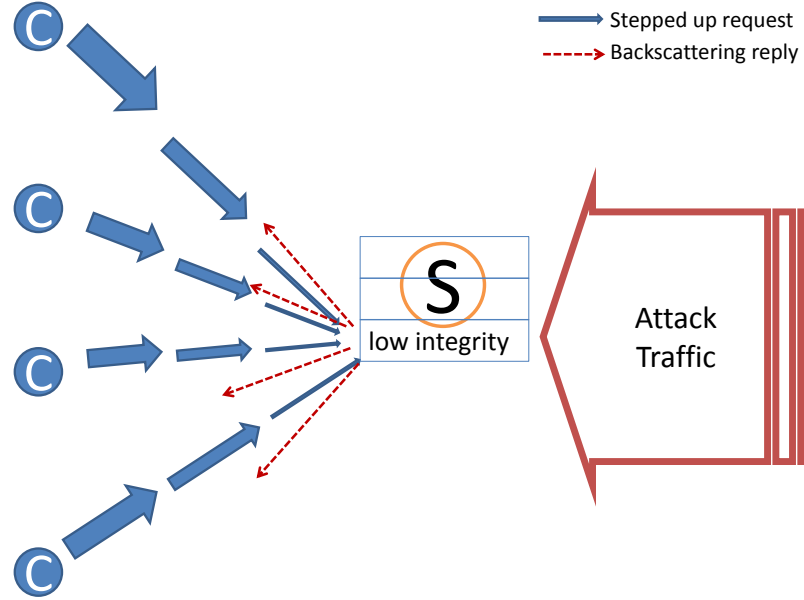 C
Stepped up request
Backscattering reply
C
S
low integrity
Attack
Traffic
C
C